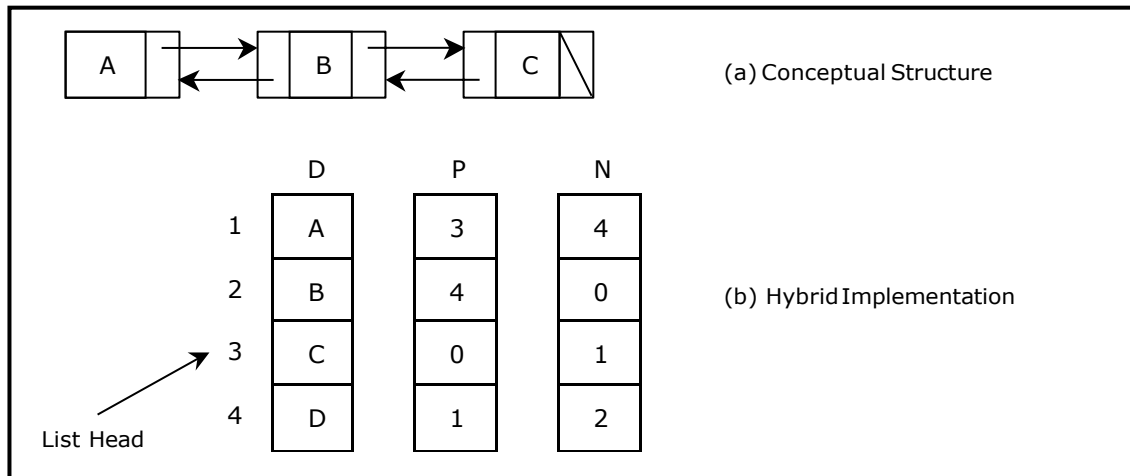 A B C (a) Conceptual Structure
D P N
1 A 3 4
2 B 4 0 (b) Hybrid Implementation
3 C 0 1
4 D 1 2
List Head